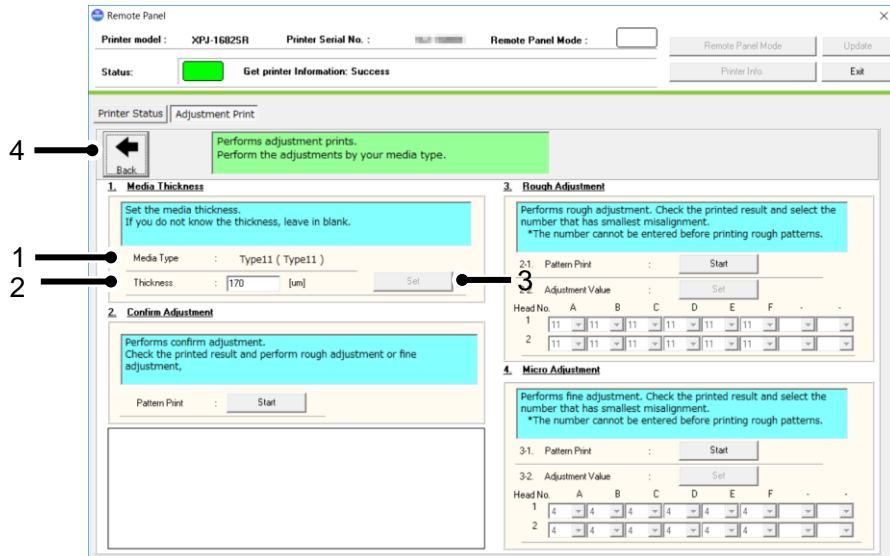 Remote Panel
Printer model : XPJ-1682SR Printer Serial No. : Remote Panel Mode :
Remote Panel Mode Update
Status: Get printer Information: Success
Printer Info. Exit
Printer Status Adjustment Print
4
Back
Performs adjustment prints.
Perform the adjustments by your media type.
1. Media Thickness
Set the media thickness.
If you do not know the thickness, leave in blank.
1 Media Type : Type11 ( Type11 )
2 Thickness : 170 [um] Set 3
2. Confirm Adjustment
Performs confirm adjustment.
Check the printed result and perform rough adjustment or fine
adjustment,
Pattern Print : Start
3. Rough Adjustment
Performs rough adjustment. Check the printed result and select the
number that has smallest misalignment.
*The number cannot be entered before printing rough patterns.
2-1. Pattern Print : Start
2-2. Adjustment Value : Set
Head No. A B C D E F - -
1 11 11 11 11 11 11
2 11 11 11 11 11 11
4. Micro Adjustment
Performs fine adjustment. Check the printed result and select the
number that has smallest misalignment.
*The number cannot be entered before printing rough patterns.
3-1. Pattern Print : Start
3-2. Adjustment Value : Set
Head No. A B C D E F - -
1 4 4 4 4 4 4
2 4 4 4 4 4 4